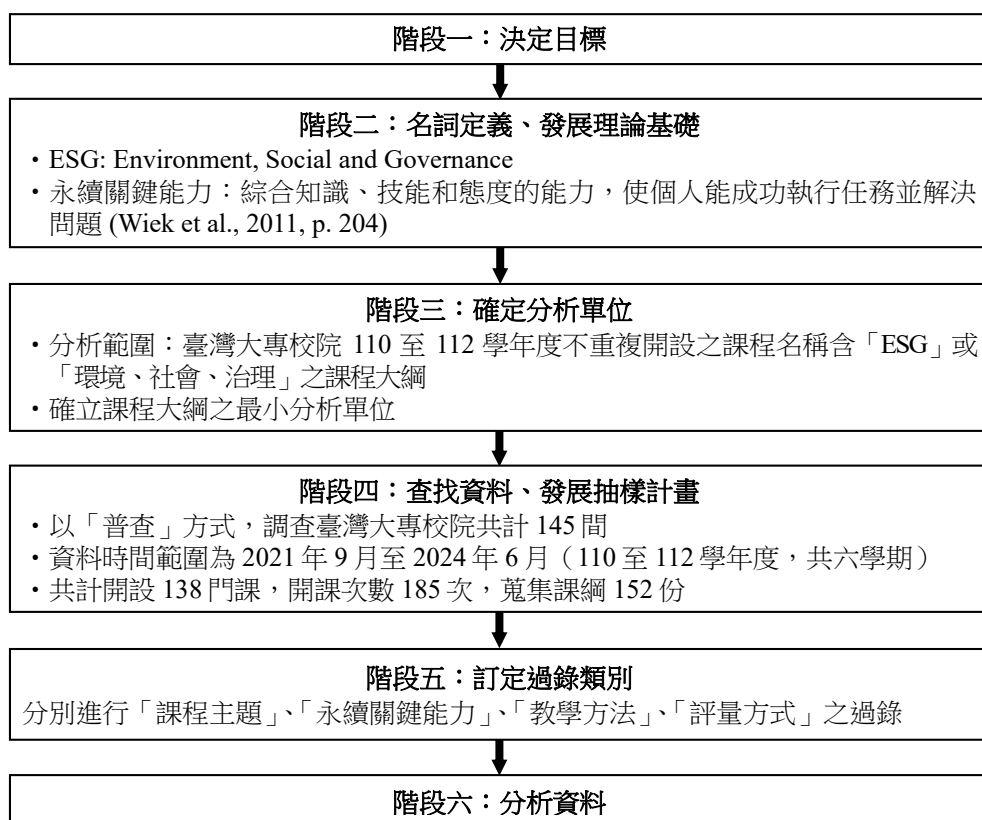 階段一：決定目標
階段二：名詞定義、發展理論基礎
・ESG: Environment, Social and Governance
・永續關鍵能力：綜合知識、技能和態度的能力，使個人能成功執行任務並解決
問題 (Wiek et al., 2011, p. 204)
階段三：確定分析單位
・分析範圍：臺灣大專校院 110 至 112 學年度不重複開設之課程名稱含「ESG」或
「環境、社會、治理」之課程大綱
・確立課程大綱之最小分析單位
階段四：查找資料、發展抽樣計畫
・以「普查」方式，調查臺灣大專校院共計 145 間
・資料時間範圍為 2021 年 9 月至 2024 年 6 月（110 至 112 學年度，共六學期）
・共計開設 138 門課，開課次數 185 次，蒐集課綱 152 份
階段五：訂定過錄類別
分別進行「課程主題」、「永續關鍵能力」、「教學方法」、「評量方式」之過錄
階段六：分析資料